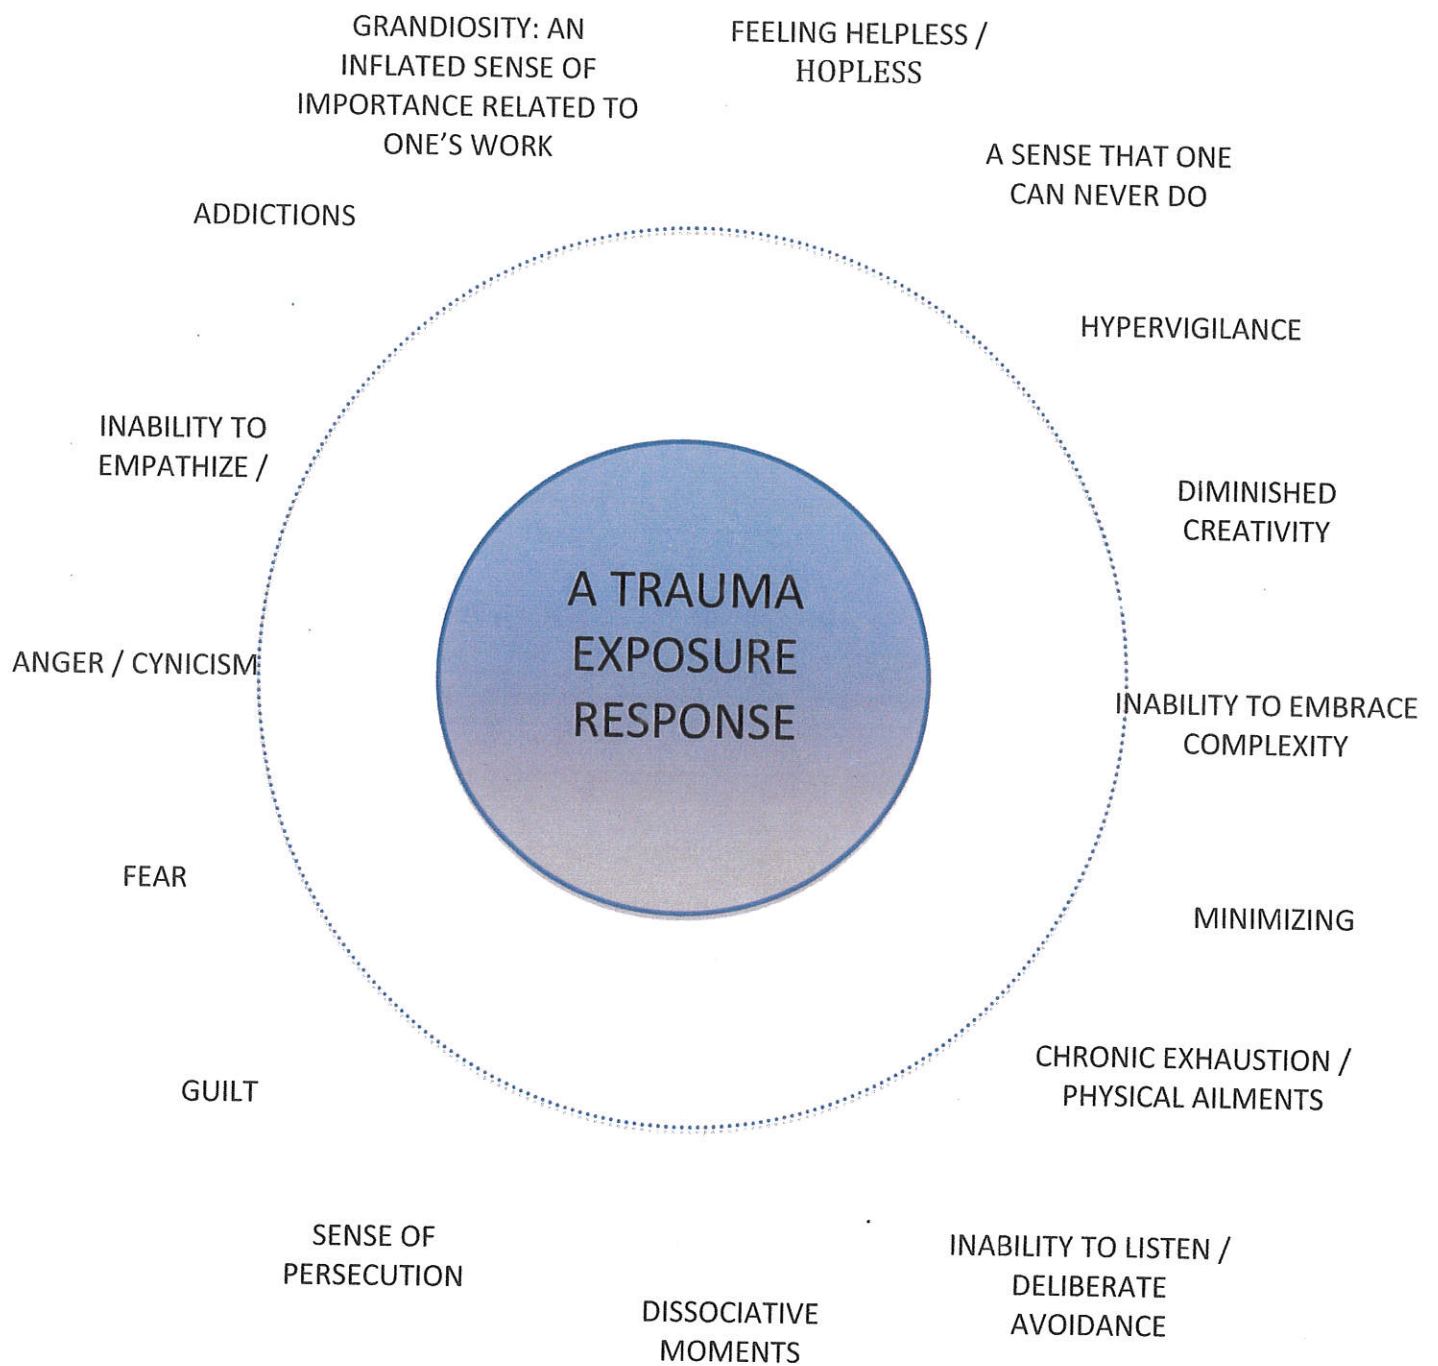 GRANDIOSITY: AN
INFLATED SENSE OF
IMPORTANCE RELATED TO
ONE'S WORK
FEELING HELPLESS /
HOPLESS
A SENSE THAT ONE
CAN NEVER DO
ADDICTIONS
HYPERVIGILANCE
INABILITY TO
EMPATHIZE /
DIMINISHED
CREATIVITY
A TRAUMA
EXPOSURE
RESPONSE
ANGER / CYNICISM
INABILITY TO EMBRACE
COMPLEXITY
FEAR
MINIMIZING
CHRONIC EXHAUSTION /
PHYSICAL AILMENTS
GUILT
SENSE OF
PERSECUTION
INABILITY TO LISTEN /
DELIBERATE
AVOIDANCE
DISSOCIATIVE
MOMENTS